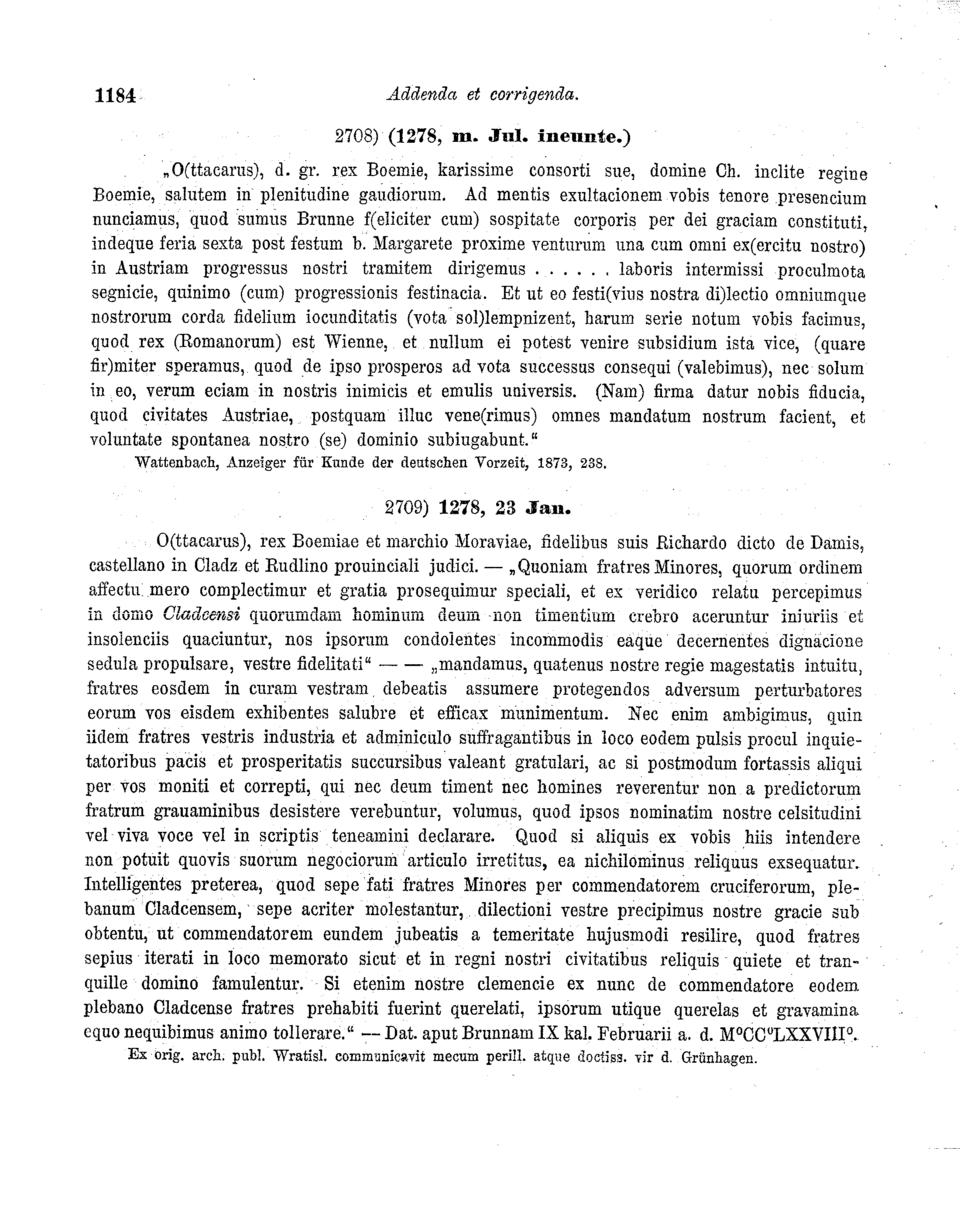 1184 Addenda et corrigenda.
2708) (1278, m. Jul. ineunte.)
„O(ttacarus), d. gr. rex Boemie, karissime consorti sue, domine Ch. inclite regine
Boemie, salutem in plenitudine gaudiorum. Ad mentis exultacionem vobis tenore presencium
nunciamus, quod sumus Brunne f(eliciter cum) sospitate corporis per dei graciam constituti,
indeque feria sexta post festum b. Margarete proxime venturum una cum omni ex(ercitu nostro)
in Austriam progressus nostri tramitem dirigemus . . . . . . laboris intermissi proculmota
segnicie, quinimo (cum) progressionis festinacia. Et ut eo festi(vius nostra di)lectio omniumque
nostrorum corda fidelium iocunditatis (vota sol)lempnizent, harum serie notum vobis facimus,
quod rex (Romanorum) est Wienne, et nullum ei potest venire subsidium ista vice, (quare
fir)miter speramus, quod de ipso prosperos ad vota successus consequi (valebimus), nec solum
in eo, verum eciam in nostris inimicis et emulis universis. (Nam) firma datur nobis fiducia,
quod civitates Austriae, postquam illuc vene(rimus) omnes mandatum nostrum facient, et
voluntate spontanea nostro (se) dominio subiugabunt.“
Wattenbach, Anzeiger für Kunde der deutschen Vorzeit, 1873, 238.
2709) 1278, 23 Jan.
O(ttacarus), rex Boemiae et marchio Moraviae, fidelibus suis Richardo dicto de Damis,
castellano in Cladz et Rudlino prouinciali judici. — „Quoniam fratres Minores, quorum ordinem
affectu mero complectimur et gratia prosequimur speciali, et ex veridico relatu percepimus
in domo Cladcensi quorumdam hominum deum non timentium crebro aceruntur iniuriis et
insolenciis quaciuntur, nos ipsorum condolentes incommodis eaque decernentes dignacione
sedula propulsare, vestre fidelitati“ — — „mandamus, quatenus nostre regie magestatis intuitu,
fratres eosdem in curam vestram debeatis assumere protegendos adversum perturbatores
eorum vos eisdem exhibentes salubre et efficax munimentum. Nec enim ambigimus, quin
iidem fratres vestris industria et adminiculo suffragantibus in loco eodem pulsis procul inquie-
tatoribus pacis et prosperitatis succursibus valeant gratulari, ac si postmodum fortassis aliqui
per vos moniti et correpti, qui nec deum timent nec homines reverentur non a predictorum
fratrum grauaminibus desistere verebuntur, volumus, quod ipsos nominatim nostre celsitudini
vel viva voce vel in scriptis teneamini declarare. Quod si aliquis ex vobis hiis intendere
non potuit quovis suorum negociorum articulo irretitus, ea nichilominus reliquus exsequatur.
Intelligentes preterea, quod sepe fati fratres Minores per commendatorem cruciferorum, ple-
banum Cladcensem, sepe acriter molestantur, dilectioni vestre precipimus nostre gracie sub
obtentu, ut commendatorem eundem jubeatis a temeritate hujusmodi resilire, quod fratres
sepius iterati in loco memorato sicut et in regni nostri civitatibus reliquis quiete et tran-
quille domino famulentur. Si etenim nostre clemencie ex nunc de commendatore eodem
plebano Cladcense fratres prehabiti fuerint querelati, ipsorum utique querelas et gravamina
equo nequibimus animo tollerare.“ — Dat. aput Brunnam IX kal. Februarii a. d. MᵒCCᵒLXXVIIIᵒ.
Ex orig. arch. publ. Wratisl. communicavit mecum perill. atque doctiss. vir d. Grünhagen.